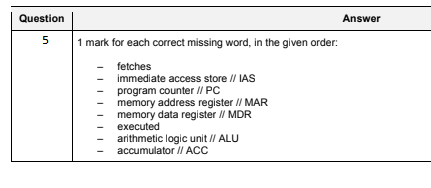 Question Answer
5 1 mark for each correct missing word, in the given order:
– fetches
– immediate access store // IAS
– program counter // PC
– memory address register // MAR
– memory data register // MDR
– executed
– arithmetic logic unit // ALU
– accumulator // ACC